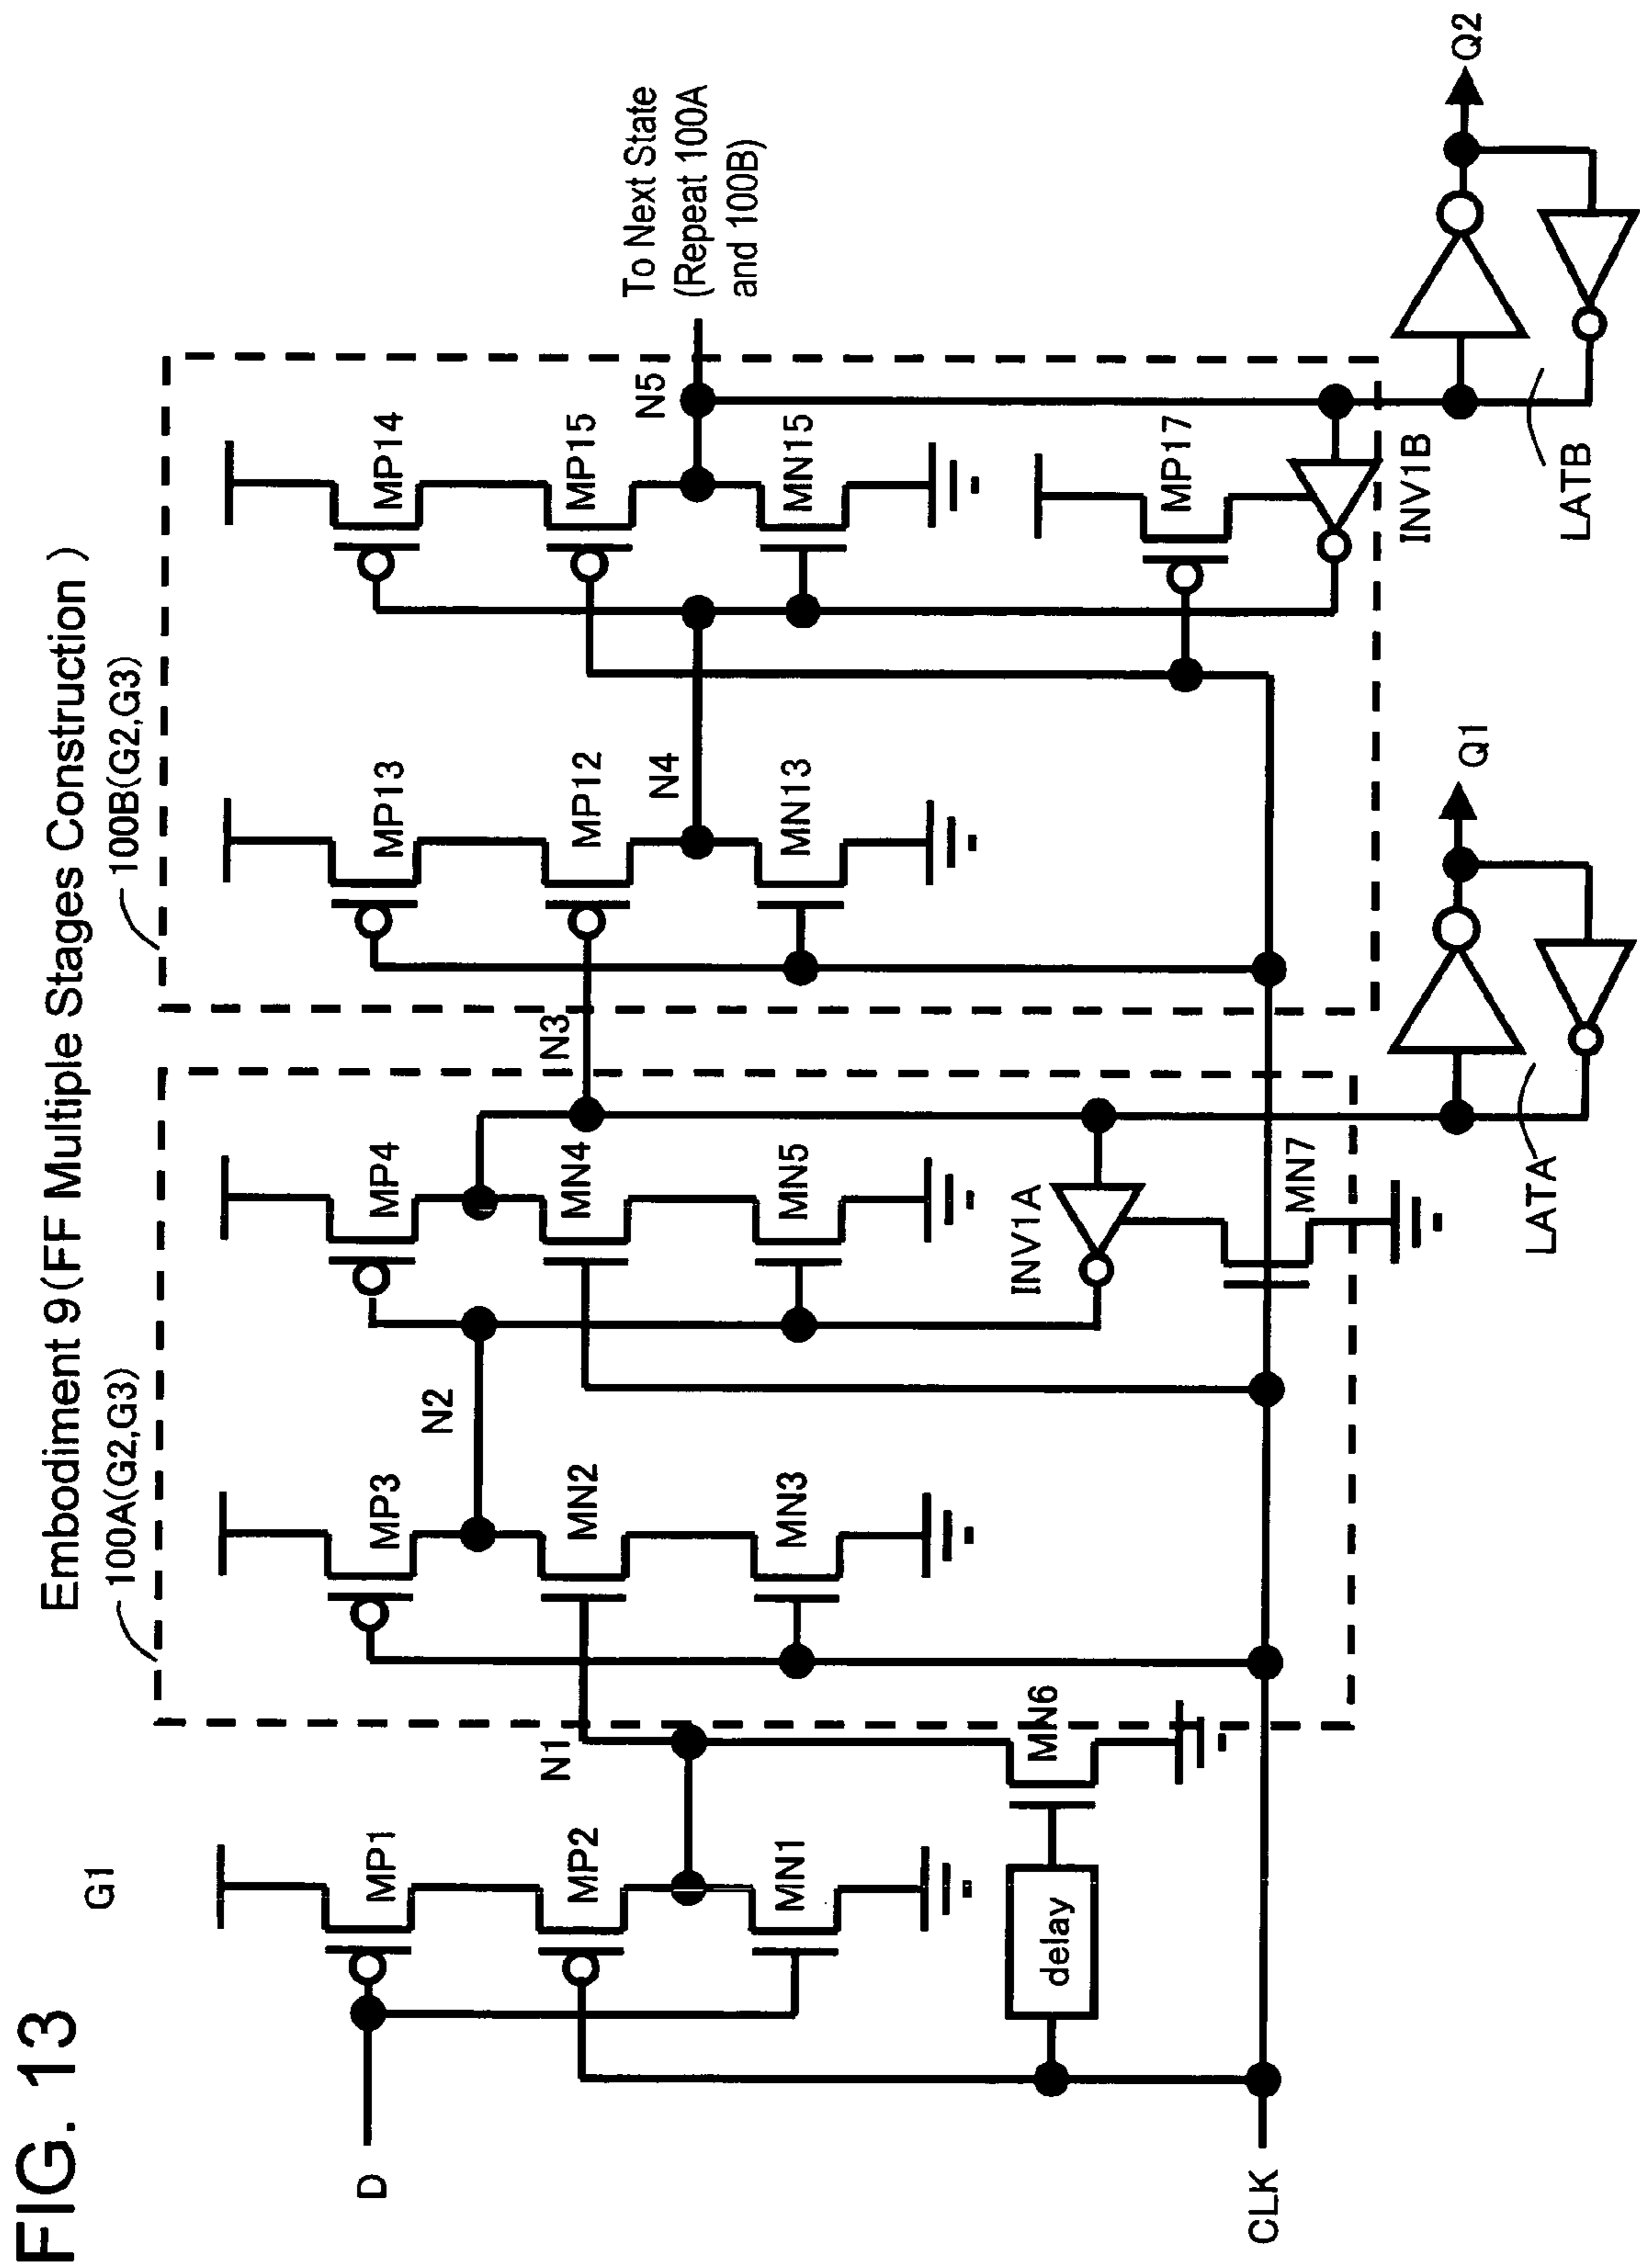 FIG. 13
Embodiment 9(FF Multiple Stages Construction )
G1
100A(G2,G3)
100B(G2,G3)
MP1
MP3
MP4
MP13
MP14
D
MP2
MN2
MN4
MP12
MP15
N1
N2
N3
N4
N5
To Next State
(Repeat 100A
and 100B)
MN1
MN3
MN5
MN13
MN15
delay
MN6
INV1A
MN7
MP17
INV1B
CLK
LATA
Q1
LATB
Q2